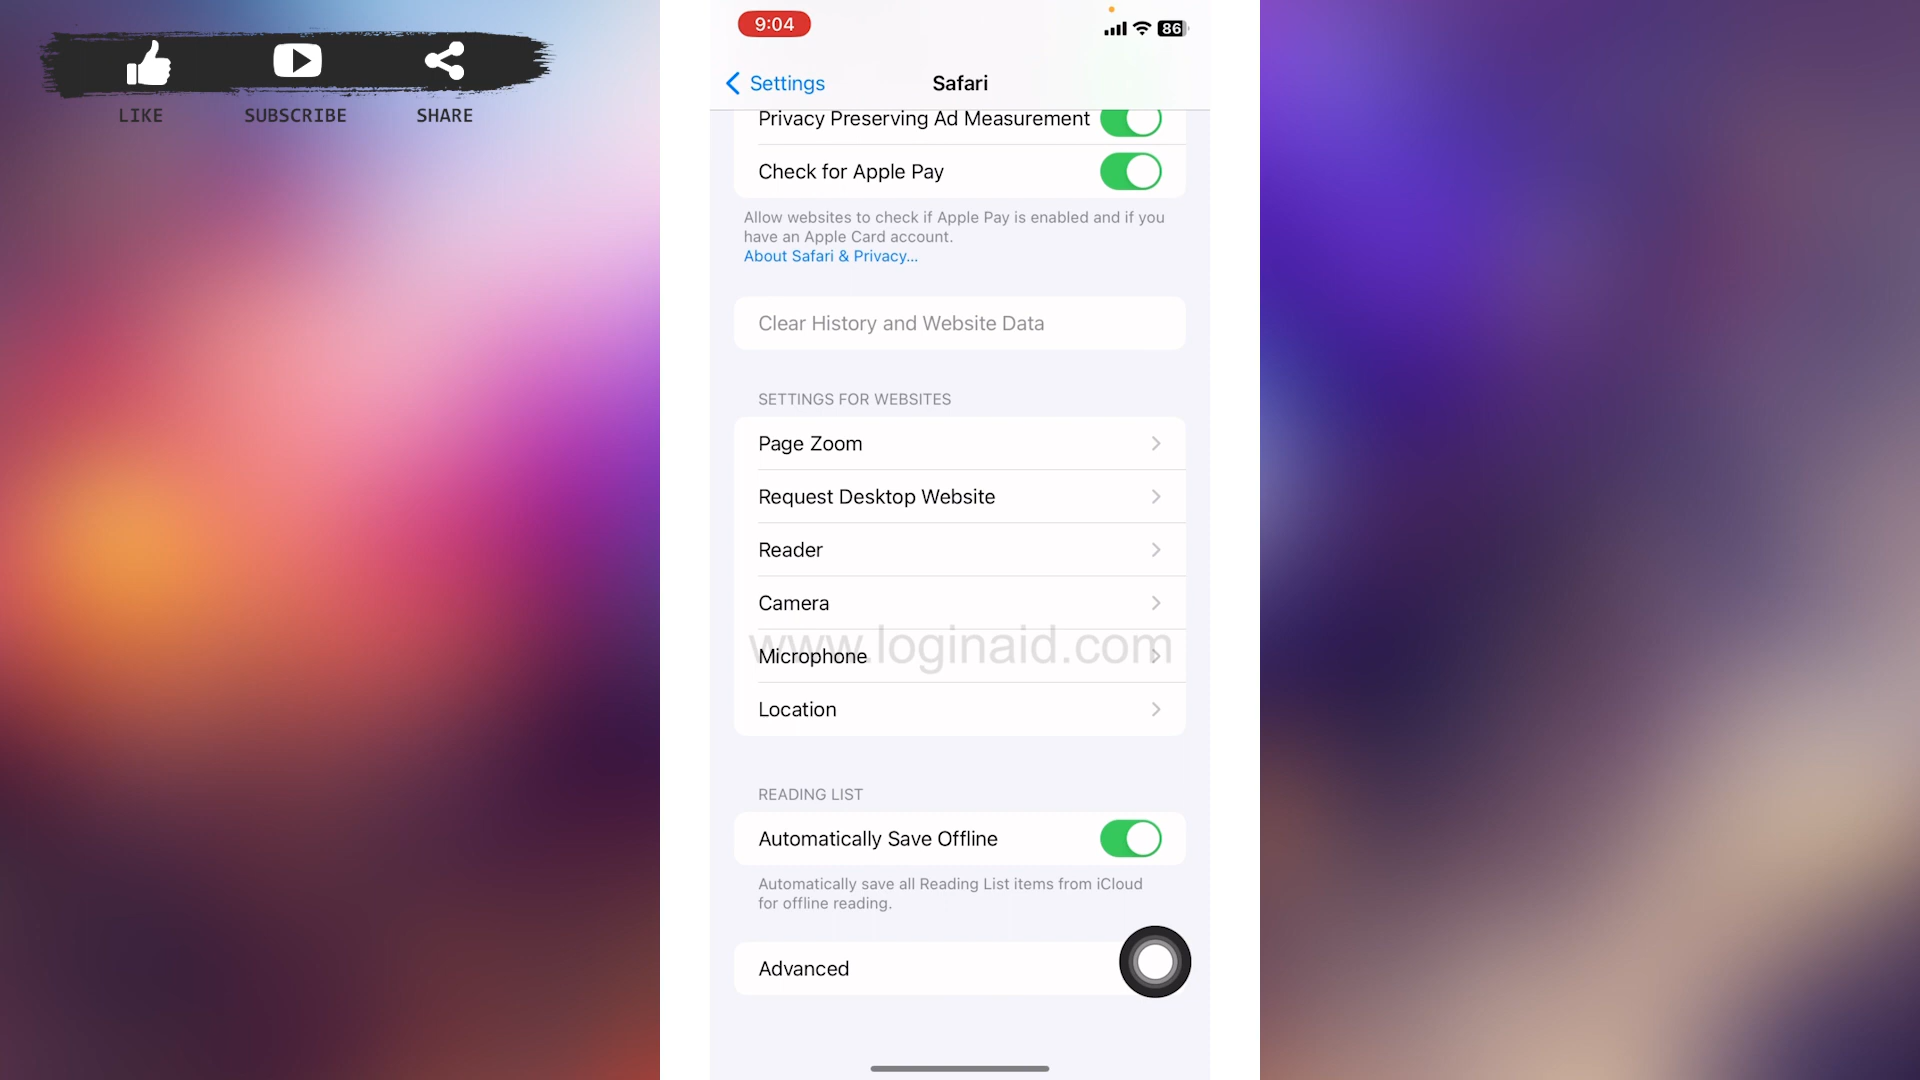 LIKE SUBSCRIBE SHARE
9:04 86
Settings Safari
Privacy Preserving Ad Measurement
Check for Apple Pay
Allow websites to check if Apple Pay is enabled and if you
have an Apple Card account.
About Safari & Privacy...
Clear History and Website Data
SETTINGS FOR WEBSITES
Page Zoom
Request Desktop Website
Reader
Camera
www.loginaid.com
Microphone
Location
READING LIST
Automatically Save Offline
Automatically save all Reading List items from iCloud
for offline reading.
Advanced